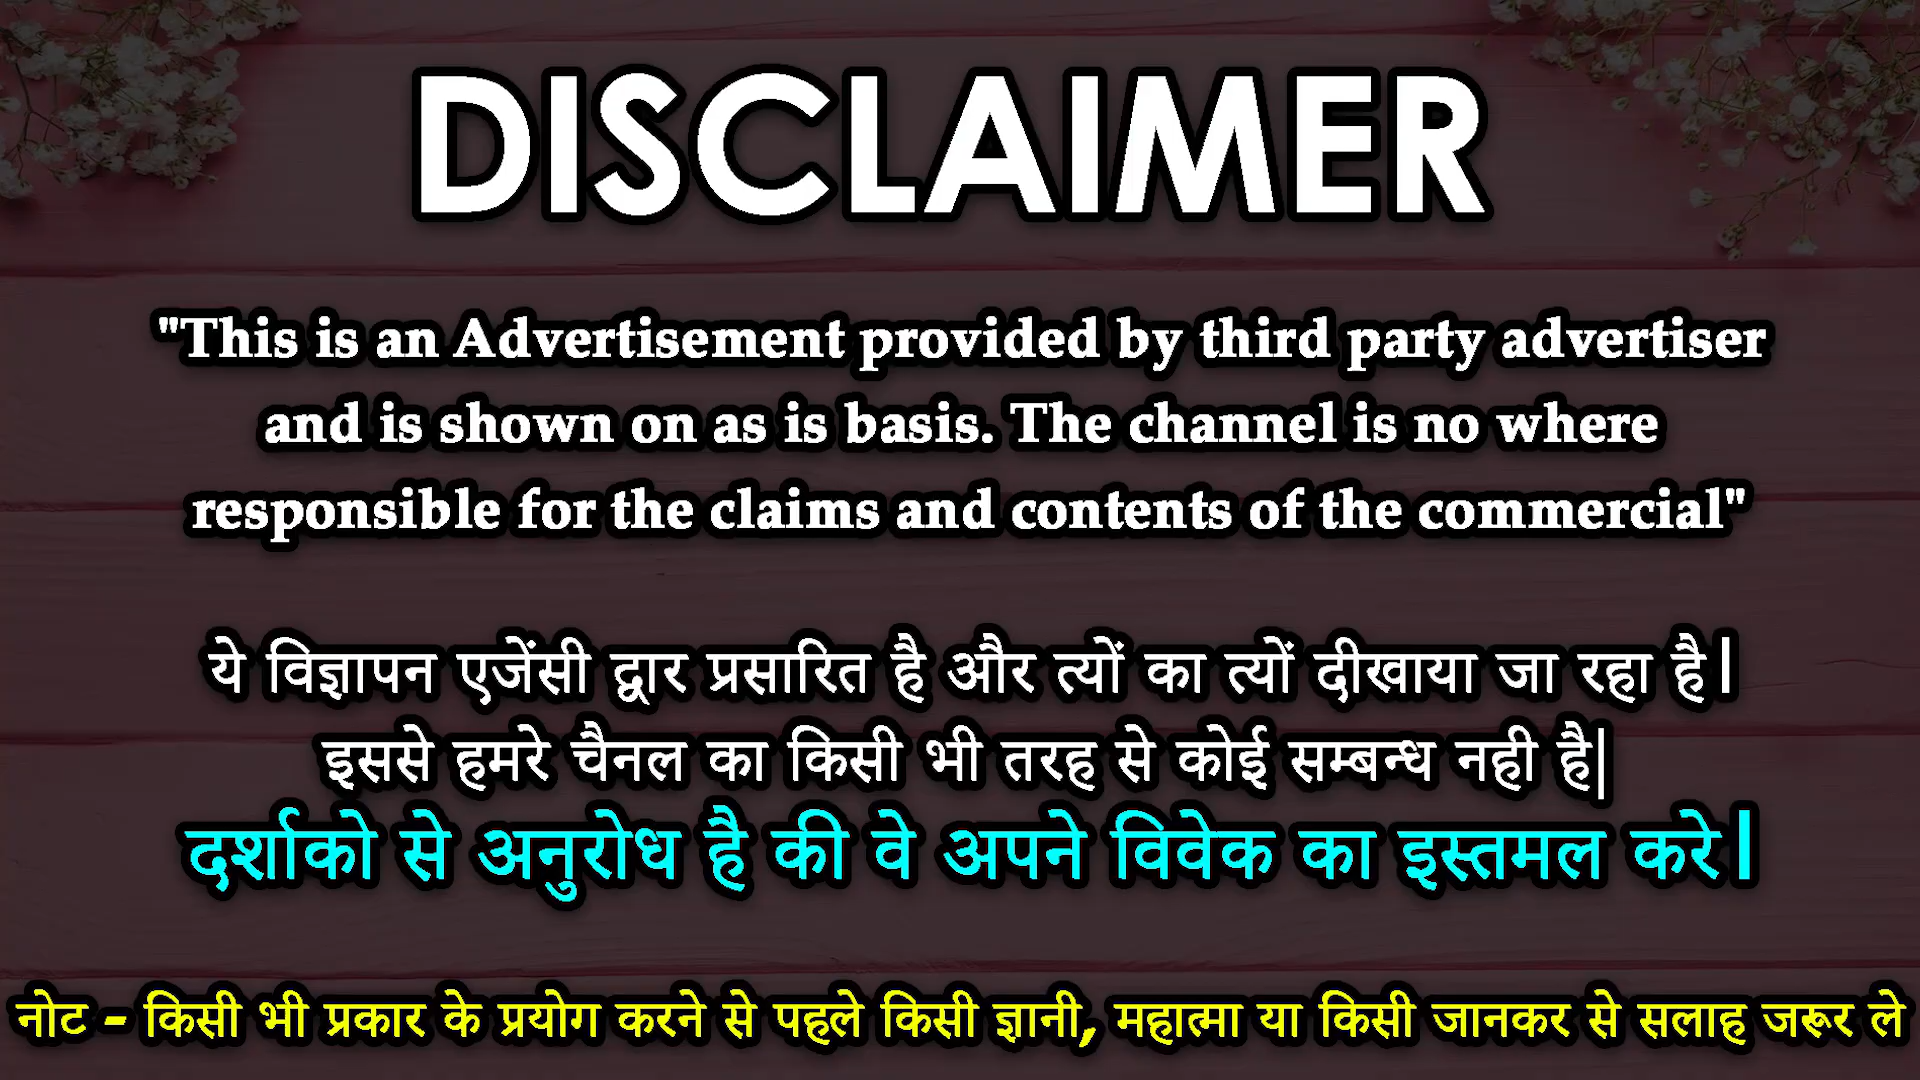 DISCLAIMER
"This is an Advertisement provided by third party advertiser
and is shown on as is basis. The channel is no where
responsible for the claims and contents of the commercial"
ये विज्ञापन एजेंसी द्वार प्रसारित है और त्यों का त्यों दीखाया जा रहा है।
इससे हमरे चैनल का किसी भी तरह से कोई सम्बन्ध नही है|
दर्शाको से अनुरोध है की वे अपने विवेक का इस्तमल करे।
नोट - किसी भी प्रकार के प्रयोग करने से पहले किसी ज्ञानी, महात्मा या किसी जानकर से सलाह जरूर ले